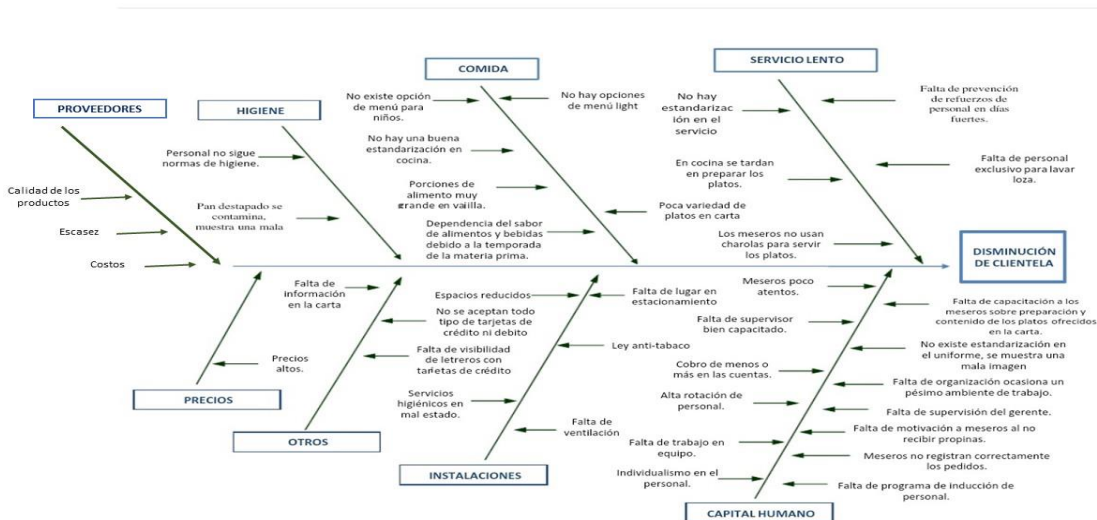 PROVEEDORES
Calidad de los
productos
Escasez
Costos
HIGIENE
Personal no sigue
normas de higiene.
Pan destapado se
contamina,
muestra una mala
COMIDA
No existe opción
de menú para
niños.
No hay una buena
estandarización en
cocina.
Porciones de
alimento muy
grande en vajilla.
Dependencia del sabor
de alimentos y bebidas
debido a la temporada
de la materia prima.
No hay opciones
de menú light
Poca variedad de
platos en carta
SERVICIO LENTO
No hay
estandarizac
ión en el
servicio
En cocina se tardan
en preparar los
platos.
Los meseros no usan
charolas para servir
los platos.
Falta de prevención
de refuerzos de
personal en días
fuertes.
Falta de personal
exclusivo para lavar
loza.
DISMINUCIÓN
DE CLIENTELA
Precios
altos.
PRECIOS
Falta de
información
en la carta
No se aceptan todo
tipo de tarjetas de
crédito ni debito
Falta de visibilidad
de letreros con
tarjetas de crédito
OTROS
Espacios reducidos
Servicios
higiénicos en
mal estado.
Falta de lugar en
estacionamiento
Ley anti-tabaco
Falta de
ventilación
INSTALACIONES
Meseros poco
atentos.
Falta de supervisor
bien capacitado.
Cobro de menos o
más en las cuentas.
Alta rotación de
personal.
Falta de trabajo en
equipo.
Individualismo en el
personal.
Falta de capacitación a los
meseros sobre preparación y
contenido de los platos ofrecidos
en la carta.
No existe estandarización en
el uniforme, se muestra una
mala imagen
Falta de organización ocasiona un
pésimo ambiente de trabajo.
Falta de supervisión del gerente.
Falta de motivación a meseros al no
recibir propinas.
Meseros no registran correctamente
los pedidos.
Falta de programa de inducción de
personal.
CAPITAL HUMANO